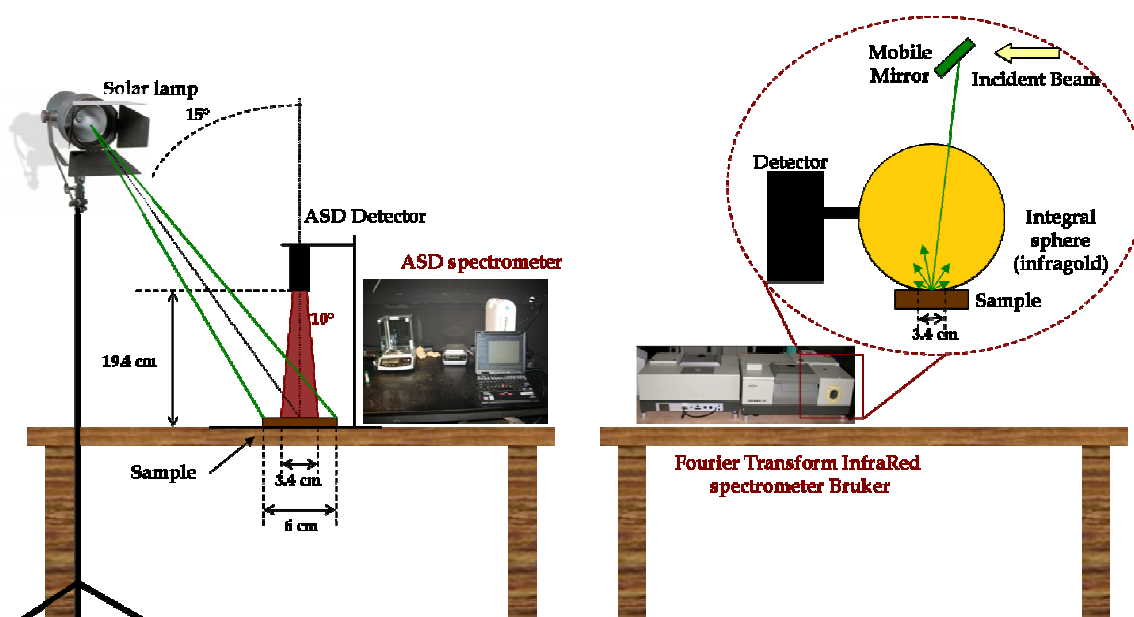 Solar lamp
15°
ASD Detector
ASD spectrometer
10°
19.4 cm
Sample
3.4 cm
6 cm
Mobile
Mirror
Incident Beam
Detector
Integral
sphere
(infragold)
Sample
3.4 cm
Fourier Transform InfraRed
spectrometer Bruker